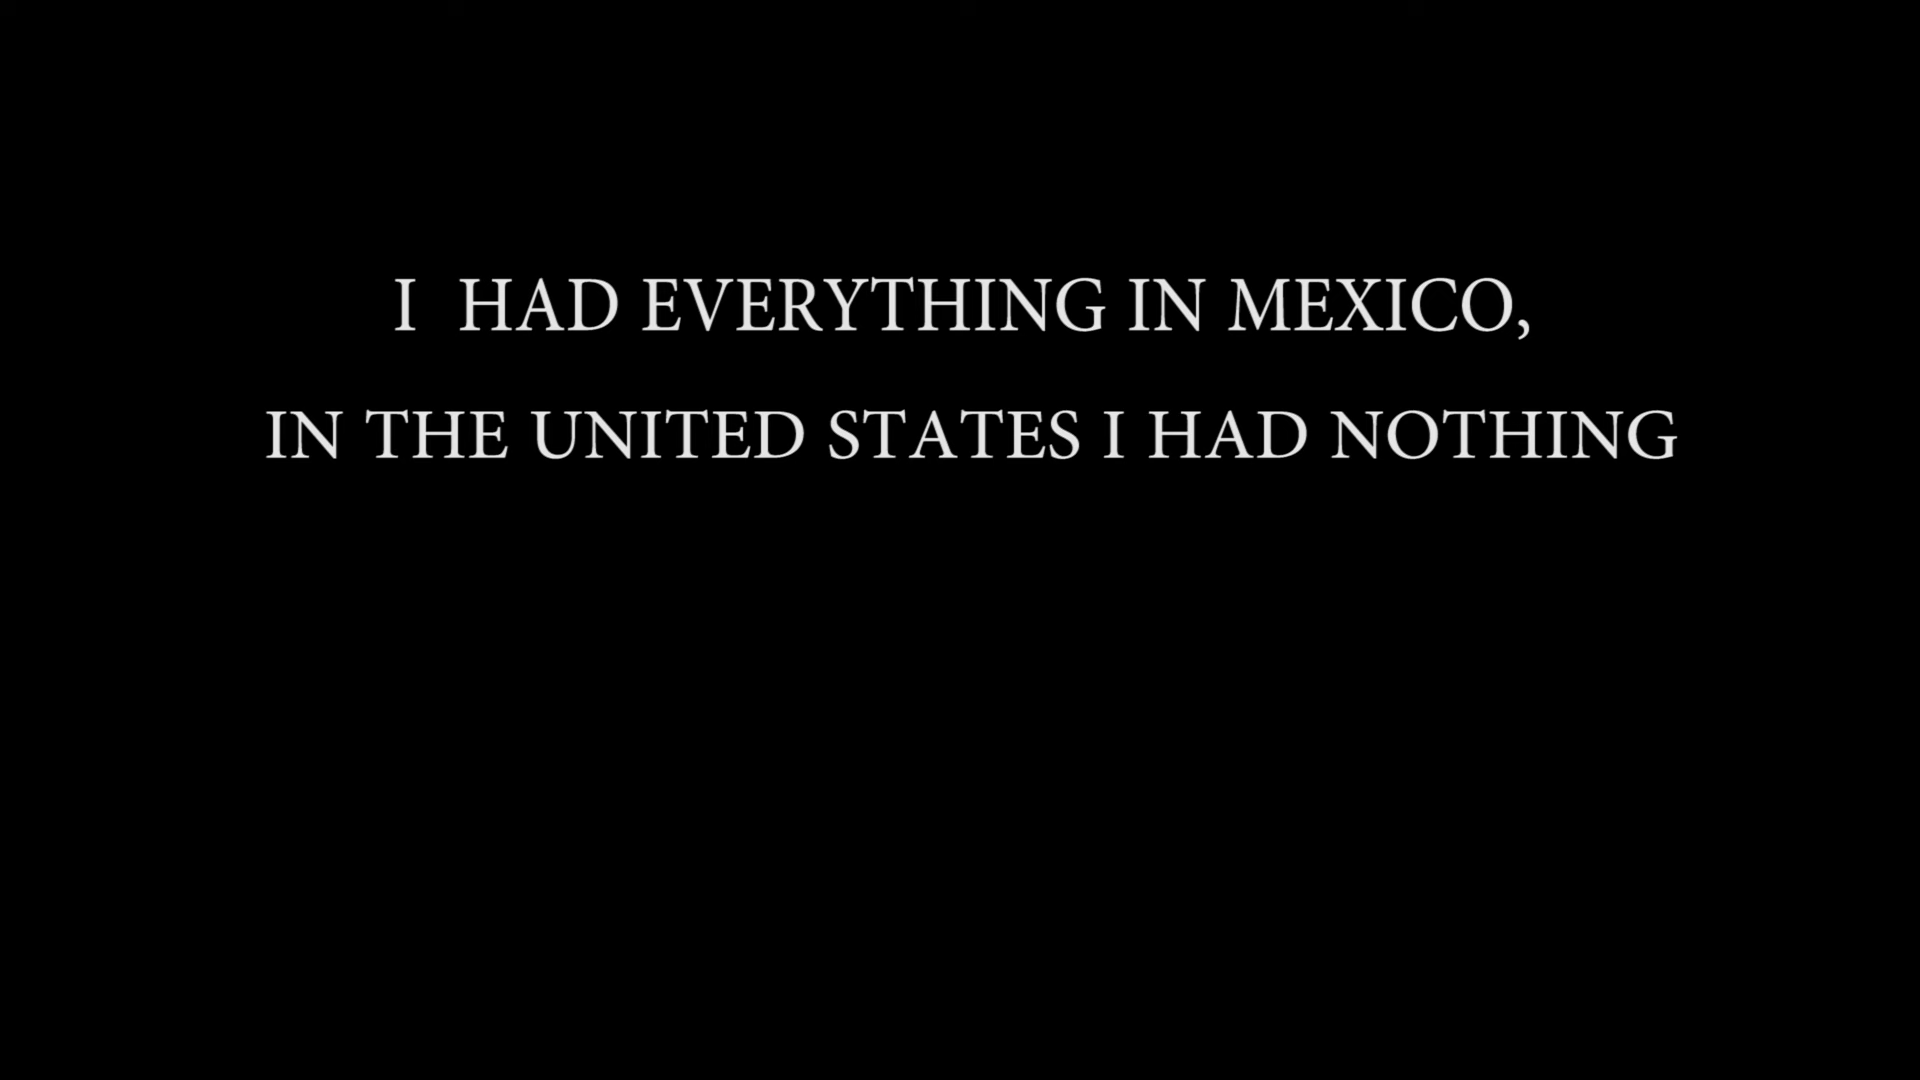 I  HAD EVERYTHING IN MEXICO,
IN THE UNITED STATES I HAD NOTHING